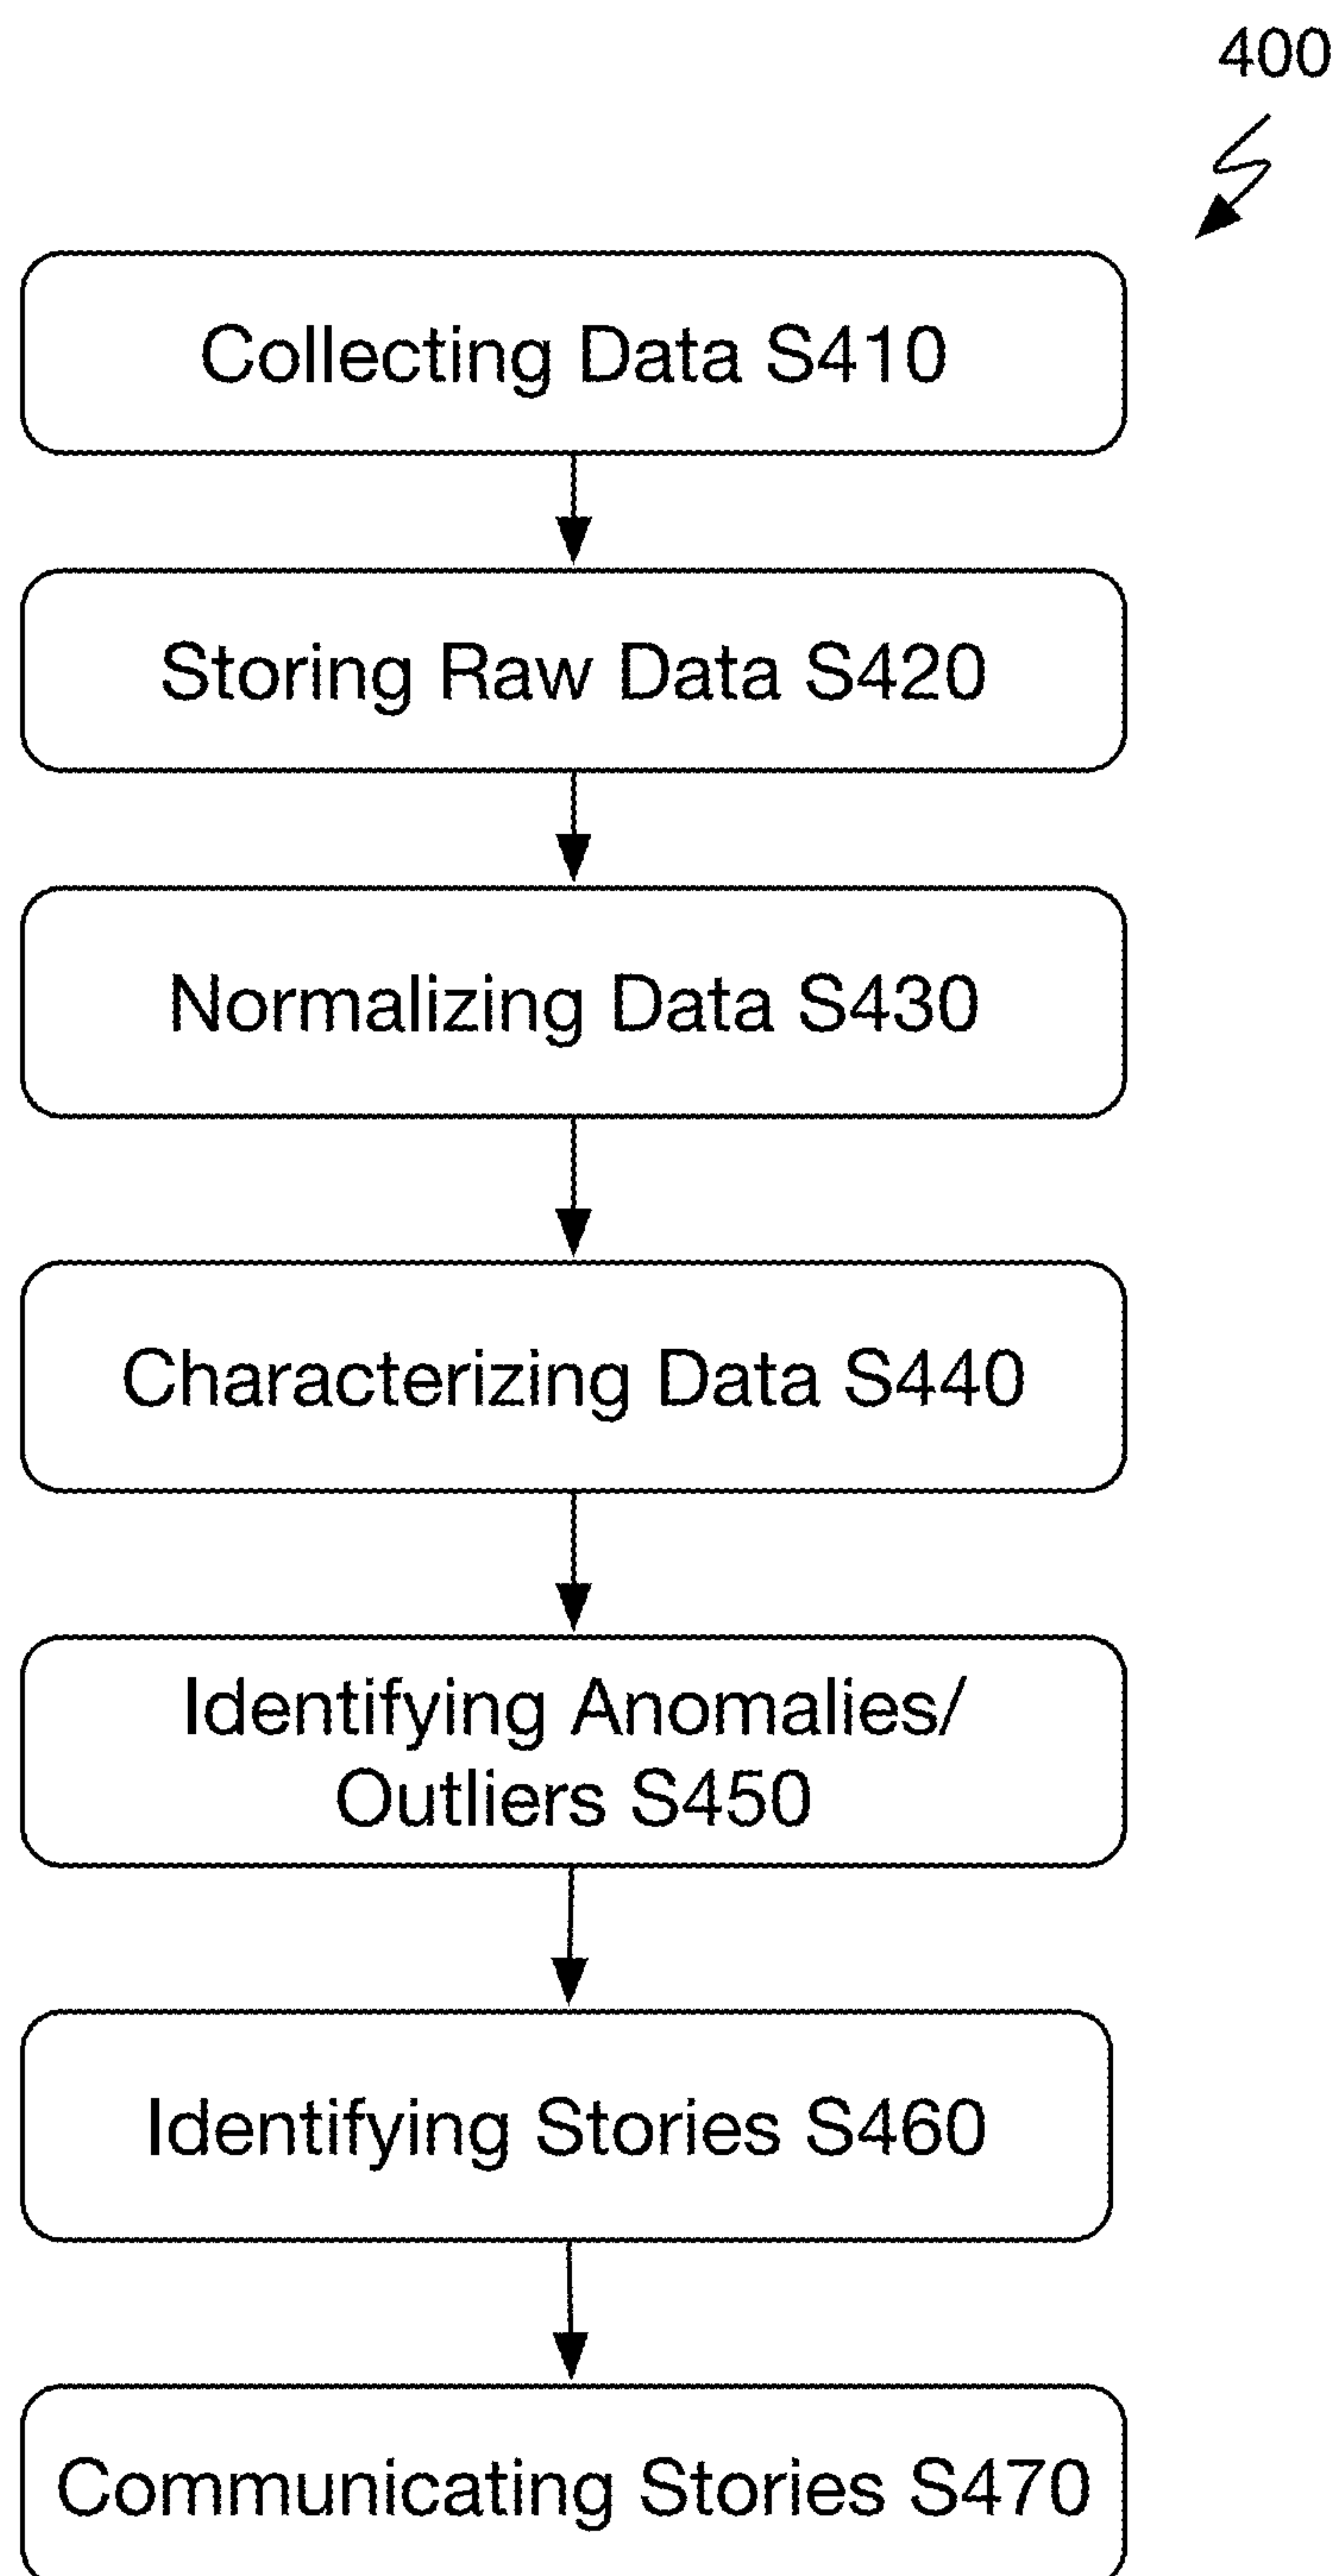 400
Collecting Data S410
Storing Raw Data S420
Normalizing Data S430
Characterizing Data S440
Identifying Anomalies/
Outliers S450
Identifying Stories S460
Communicating Stories S470